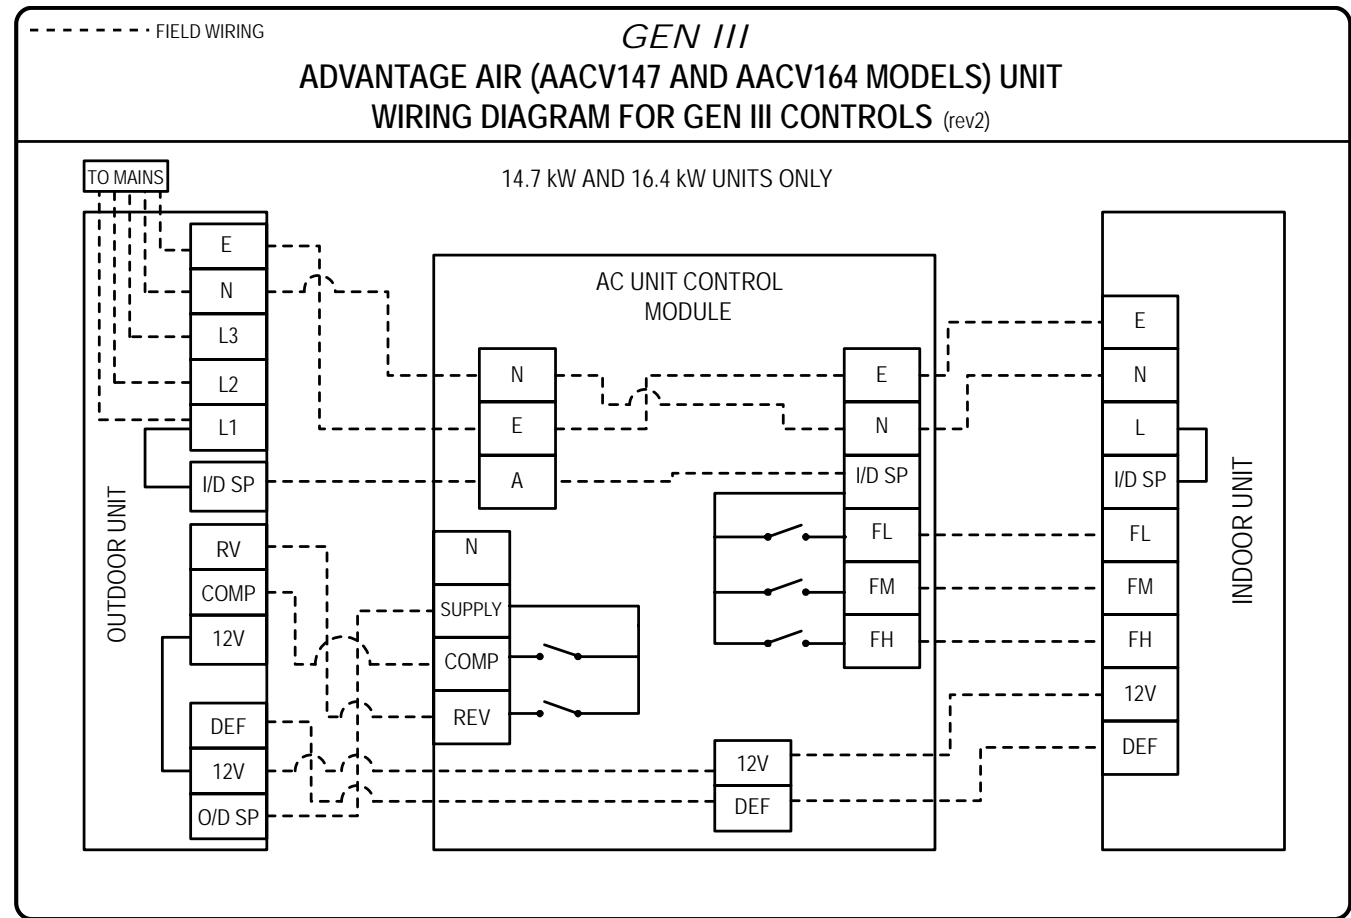 FIELD WIRING
GEN III
ADVANTAGE AIR (AACV147 AND AACV164 MODELS) UNIT
WIRING DIAGRAM FOR GEN III CONTROLS (rev2)
TO MAINS
14.7 kW AND 16.4 kW UNITS ONLY
OUTDOOR UNIT
E
N
L3
L2
L1
I/D SP
RV
COMP
12V
DEF
12V
O/D SP
AC UNIT CONTROL
MODULE
N
E
A
N
SUPPLY
COMP
REV
E
N
I/D SP
FL
FM
FH
12V
DEF
E
N
L
I/D SP
FL
FM
FH
12V
DEF
INDOOR UNIT